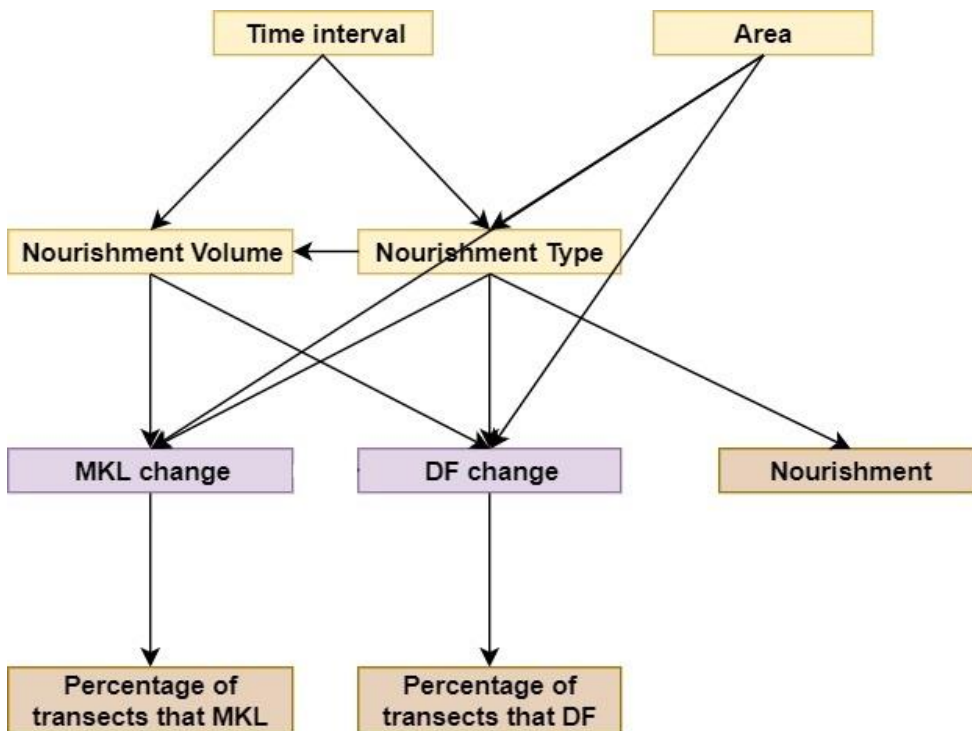 Time interval
Area
Nourishment Volume
Nourishment Type
MKL change
DF change
Nourishment
Percentage of
transects that MKL
Percentage of
transects that DF